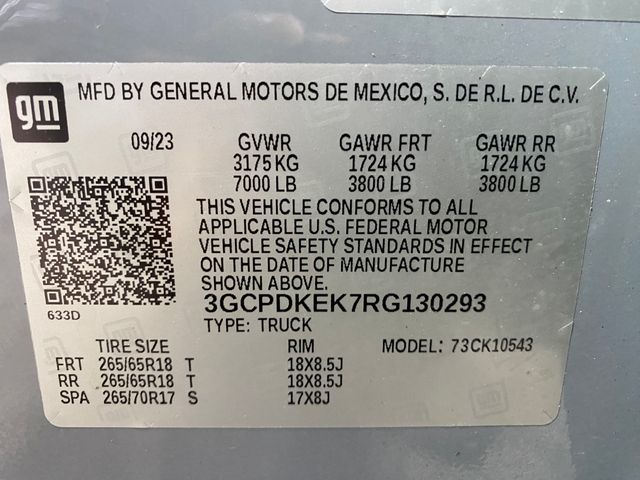 gm
MFD BY GENERAL MOTORS DE MEXICO, S. DE R.L. DE C.V.
09/23 GVWR GAWR FRT GAWR RR
3175 KG 1724 KG 1724 KG
7000 LB 3800 LB 3800 LB
THIS VEHICLE CONFORMS TO ALL
APPLICABLE U.S. FEDERAL MOTOR
VEHICLE SAFETY STANDARDS IN EFFECT
ON THE DATE OF MANUFACTURE
SHOWN ABOVE.
633D 3GCPDKEK7RG130293
TYPE: TRUCK
TIRE SIZE RIM MODEL: 73CK10543
FRT 265/65R18 T 18X8.5J
RR 265/65R18 T 18X8.5J
SPA 265/70R17 S 17X8J